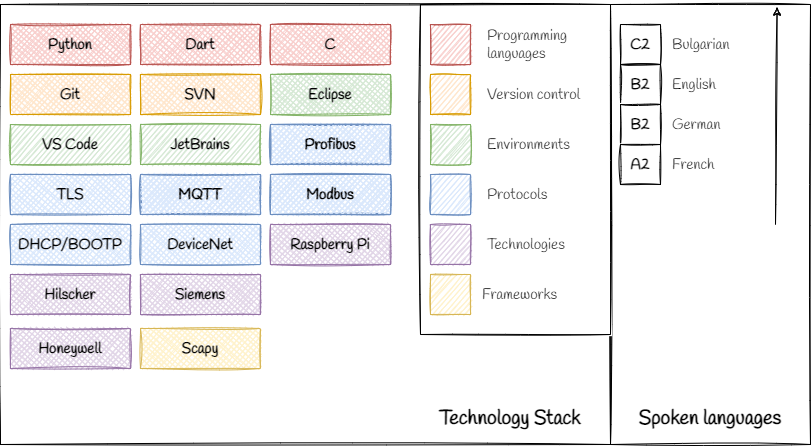 Python
Dart
C
Git
SVN
Eclipse
VS Code
JetBrains
Profibus
TLS
MQTT
Modbus
DHCP/BOOTP
DeviceNet
Raspberry Pi
Hilscher
Siemens
Honeywell
Scapy
Programming
languages
Version control
Environments
Protocols
Technologies
Frameworks
Technology Stack
C2 Bulgarian
B2 English
B2 German
A2 French
Spoken languages